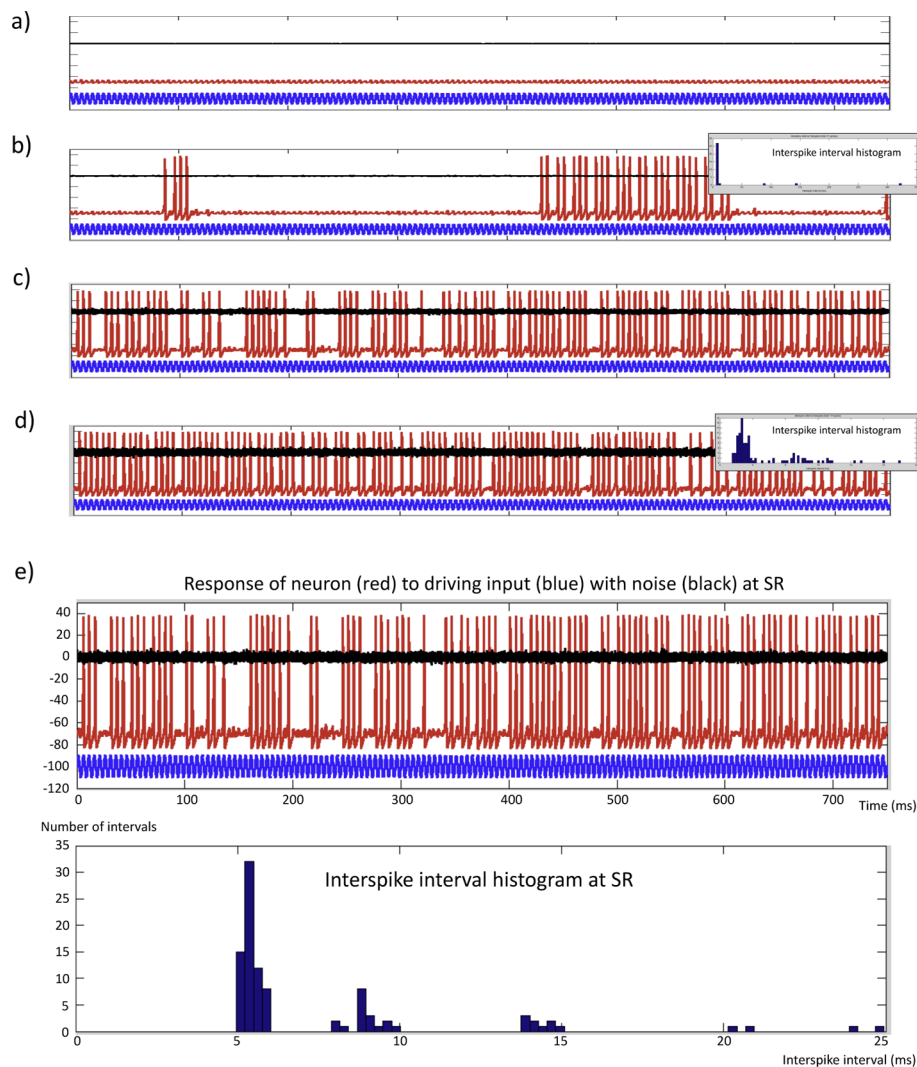 a)
b)
Interspike interval histogram
c)
d)
Interspike interval histogram
e)
Response of neuron (red) to driving input (blue) with noise (black) at SR
40
20
0
-20
-40
-60
-80
-100
-120
0 100 200 300 400 500 600 700 Time (ms)
Number of intervals
35
30
25
20
15
10
5
0
Interspike interval histogram at SR
0 5 10 15 20 25
Interspike interval (ms)